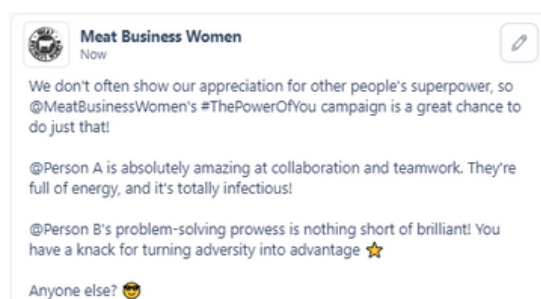 Meat Business Women
Now
We don't often show our appreciation for other people's superpower, so
@MeatBusinessWomen's #ThePowerOfYou campaign is a great chance to
do just that!
@Person A is absolutely amazing at collaboration and teamwork. They're
full of energy, and it's totally infectious!
@Person B's problem-solving prowess is nothing short of brilliant! You
have a knack for turning adversity into advantage ⭐
Anyone else? 😎